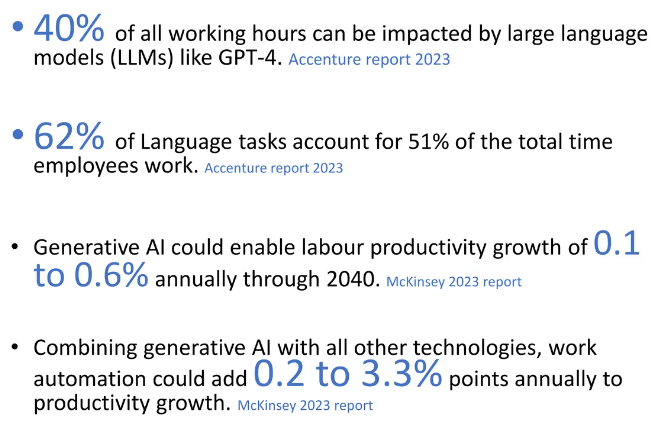 • 40% of all working hours can be impacted by large language
models (LLMs) like GPT-4. Accenture report 2023
• 62% of Language tasks account for 51% of the total time
employees work. Accenture report 2023
• Generative AI could enable labour productivity growth of 0.1
to 0.6% annually through 2040. McKinsey 2023 report
• Combining generative AI with all other technologies, work
automation could add 0.2 to 3.3% points annually to
productivity growth. McKinsey 2023 report